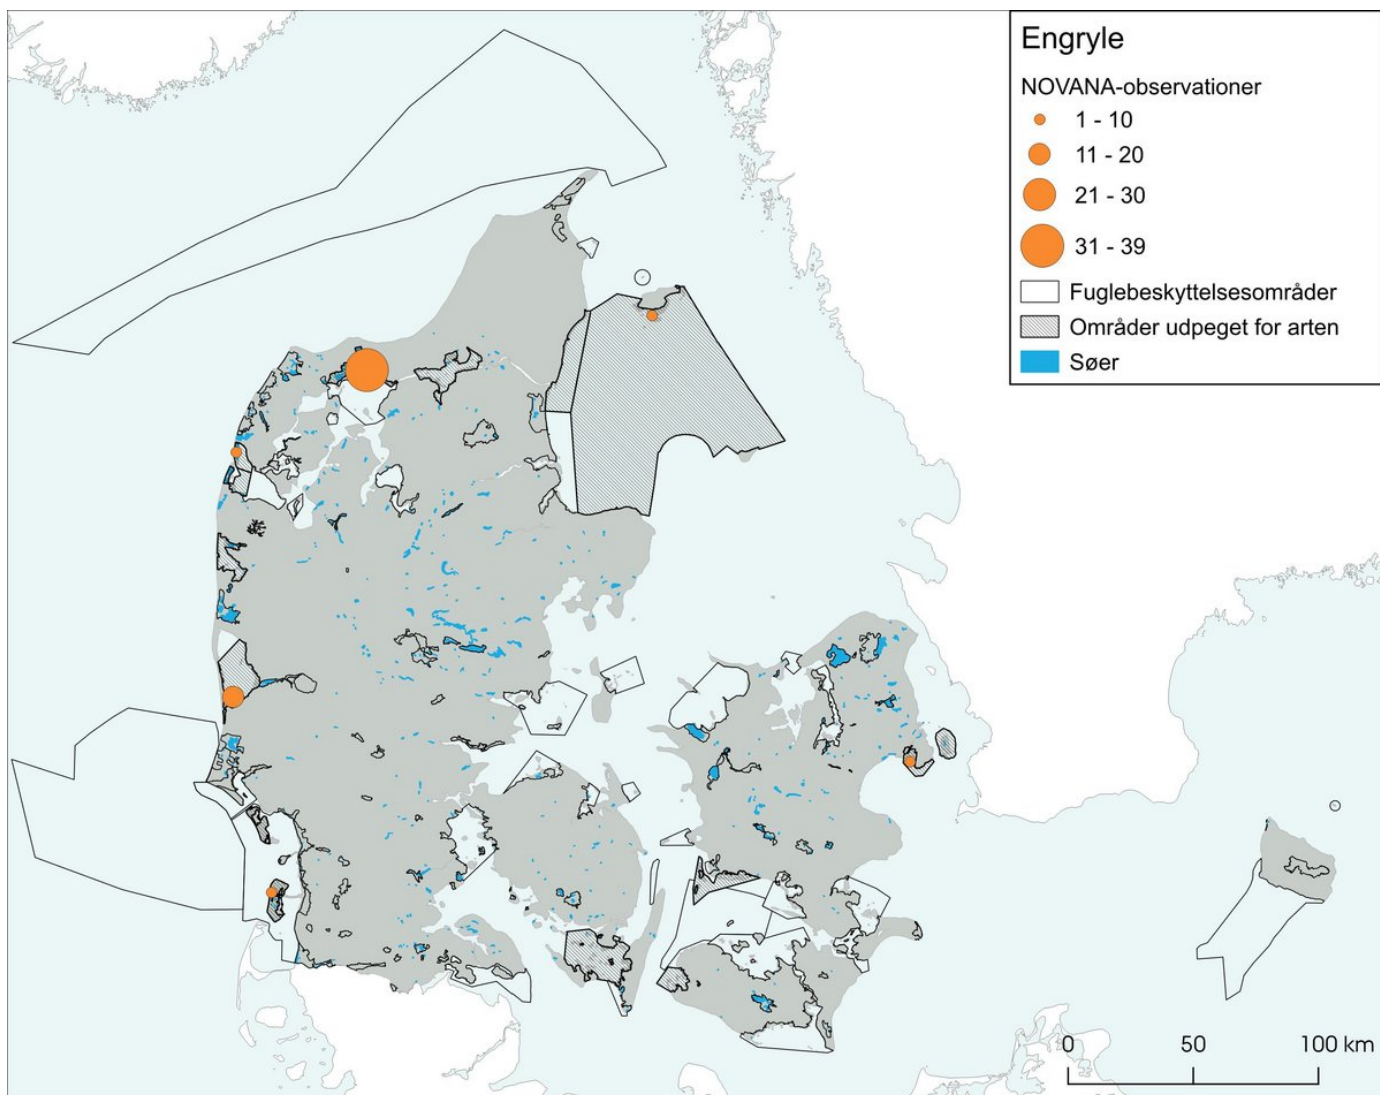 Engryle
NOVANA-observationer
1 - 10
11 - 20
21 - 30
31 - 39
Fuglebeskyttelsesområder
Områder udpeget for arten
Søer
0 50 100 km